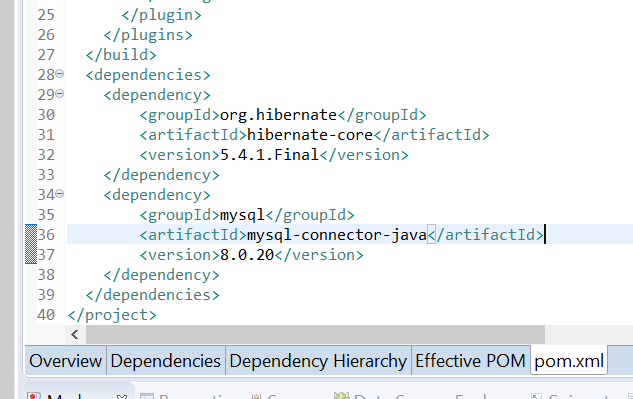 25 </plugin>
26 </plugins>
27 </build>
28 <dependencies>
29 <dependency>
30 <groupId>org.hibernate</groupId>
31 <artifactId>hibernate-core</artifactId>
32 <version>5.4.1.Final</version>
33 </dependency>
34 <dependency>
35 <groupId>mysql</groupId>
36 <artifactId>mysql-connector-java</artifactId>
37 <version>8.0.20</version>
38 </dependency>
39 </dependencies>
40 </project>
Overview Dependencies Dependency Hierarchy Effective POM pom.xml